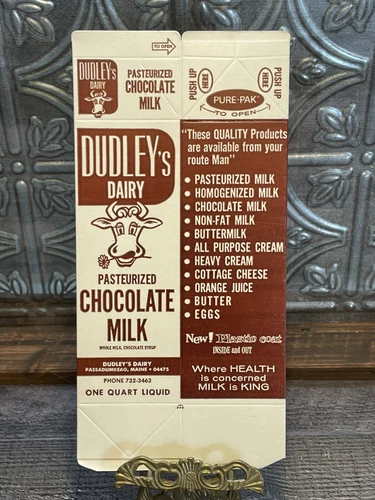 TO OPEN
DUDLEY's
DAIRY
PASTEURIZED
CHOCOLATE
MILK
PUSH UP
HERE
HERE
PUSH UP
PURE-PAK
TO OPEN
DUDLEY's
DAIRY
PASTEURIZED
CHOCOLATE
MILK
WHOLE MILK, CHOCOLATE SYRUP
DUDLEY'S DAIRY
PASSADUMKEAG, MAINE • 04475
PHONE 732-3463
ONE QUART LIQUID
"These QUALITY Products
are available from your
route Man"
• PASTEURIZED MILK
• HOMOGENIZED MILK
• CHOCOLATE MILK
• NON-FAT MILK
• BUTTERMILK
• ALL PURPOSE CREAM
• HEAVY CREAM
• COTTAGE CHEESE
• ORANGE JUICE
• BUTTER
• EGGS
New! Plastic coat
INSIDE and OUT
Where HEALTH
is concerned
MILK is KING